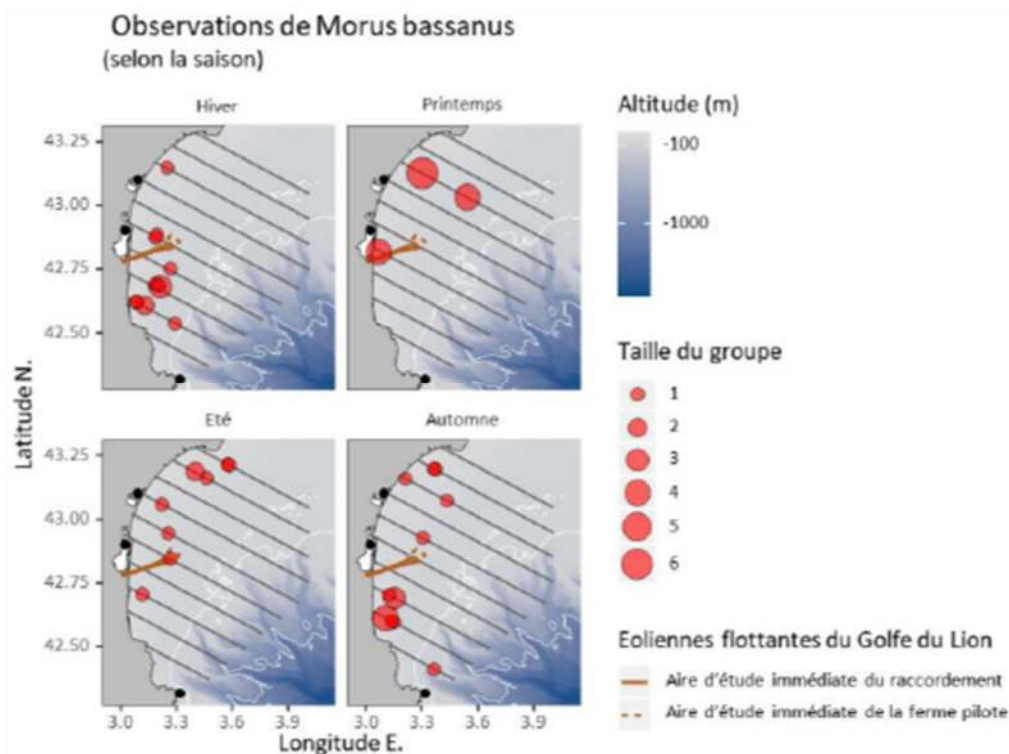 Observations de Morus bassanus
(selon la saison)
Hiver
Printemps
43.25
43.00
42.75
42.50
Eté
Automne
43.25
43.00
42.75
42.50
3.0 3.3 3.6 3.9
3.0 3.3 3.6 3.9
Latitude N.
Longitude E.
Altitude (m)
-100
-1000
Taille du groupe
1
2
3
4
5
6
Eoliennes flottantes du Golfe du Lion
Aire d'étude immédiate du raccordement
Aire d'étude immédiate de la ferme pilote